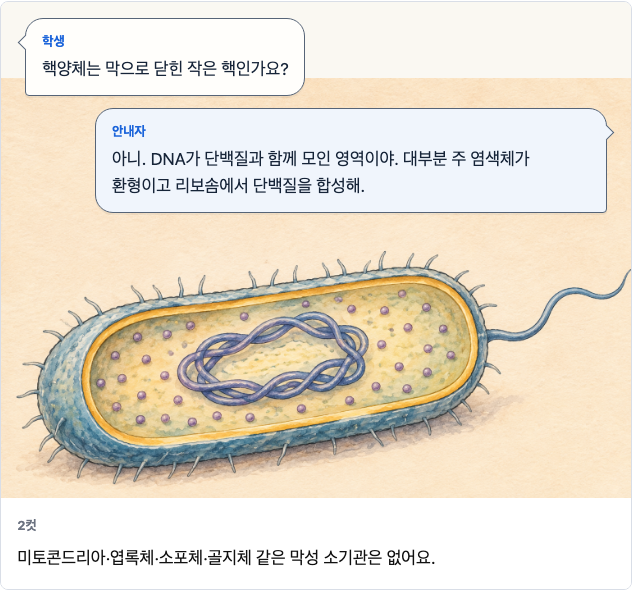 학생
핵양체는 막으로 닫힌 작은 핵인가요?
안내자
아니. DNA가 단백질과 함께 모인 영역이야. 대부분 주 염색체가
환형이고 리보솜에서 단백질을 합성해.
2컷
미토콘드리아·엽록체·소포체·골지체 같은 막성 소기관은 없어요.